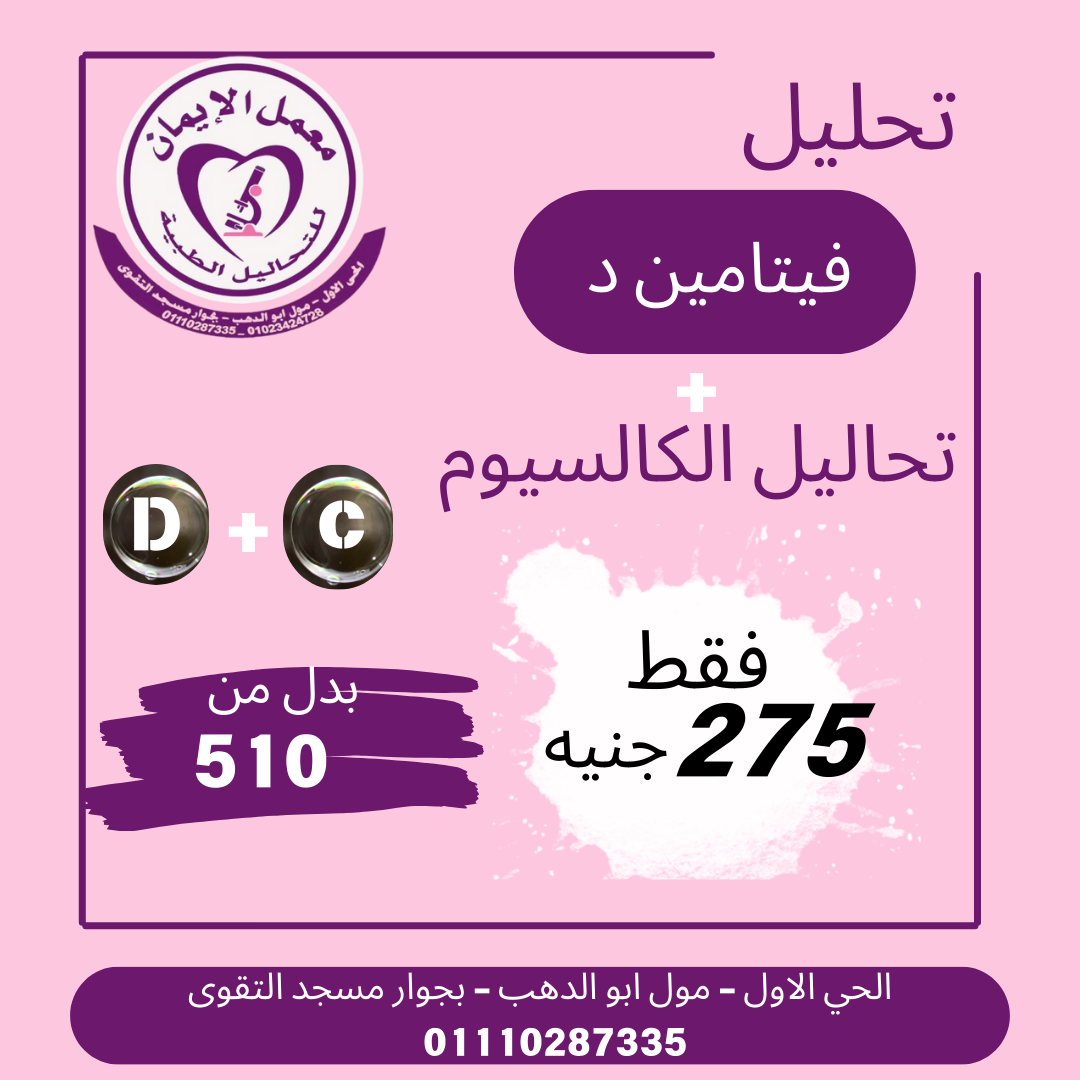 معمل الإيمان
للتحاليل الطبية
الحى الاول - مول ابو الدهب - بجوار مسجد التقوى
01110287335 - 01023424728
تحليل
فيتامين د
+
تحاليل الكالسيوم
D + C
فقط
275 جنيه
بدل من
510
الحي الاول - مول ابو الدهب - بجوار مسجد التقوى
01110287335